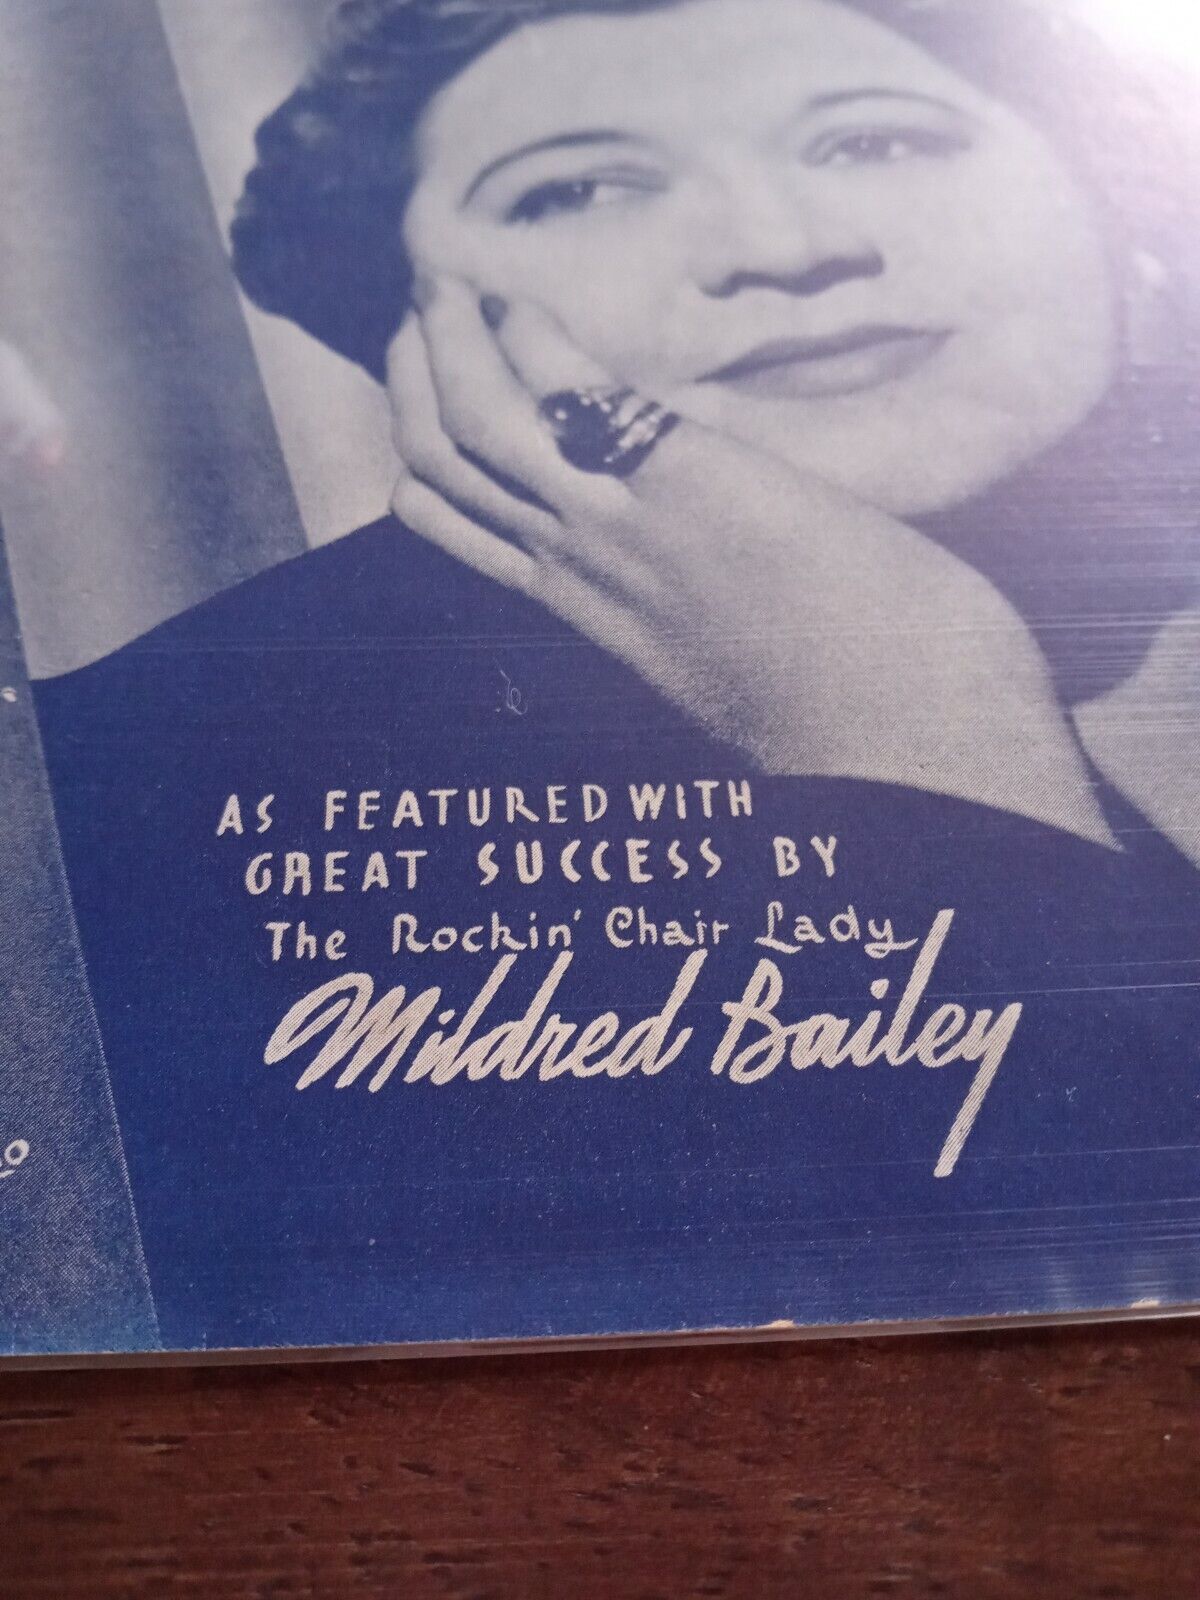 AS FEATURED WITH
GREAT SUCCESS BY
The Rockin' Chair Lady
Mildred Bailey